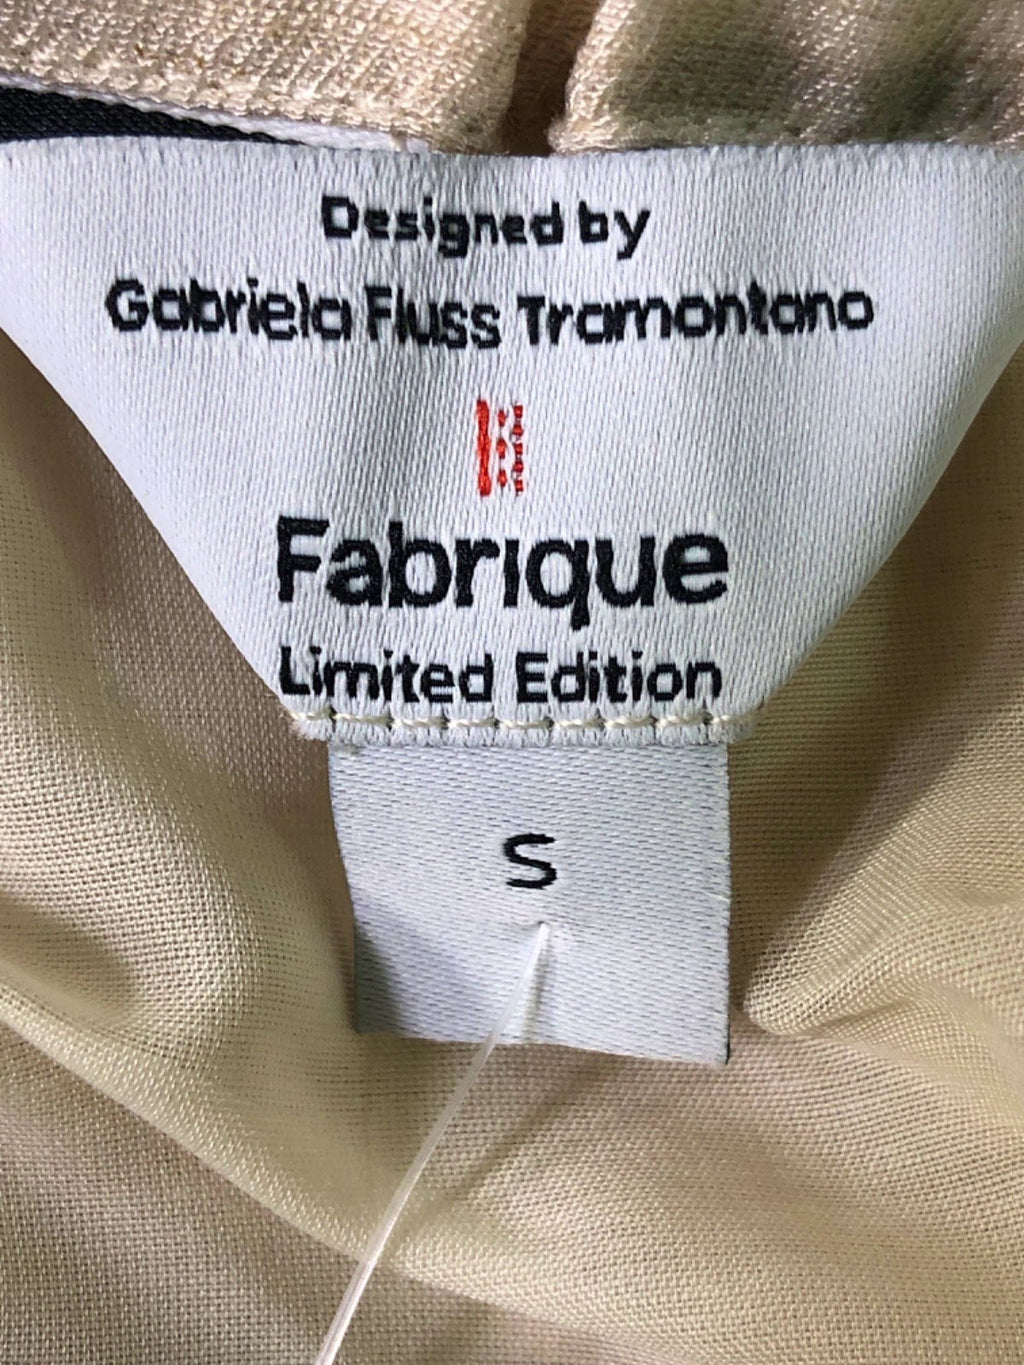 Designed by
Gabriela Fluss Tramontano
Fabrique
Limited Edition
S